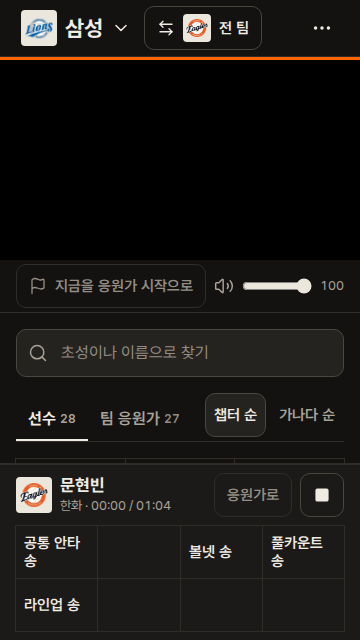 Lions 삼성 Eagles 전 팀
지금을 응원가 시작으로 100
초성이나 이름으로 찾기
선수 28 팀 응원가 27 챕터 순 가나다 순
Eagles 문현빈 응원가로
한화 · 00:00 / 01:04
공통 안타 송 볼넷 송 풀카운트 송
라인업 송